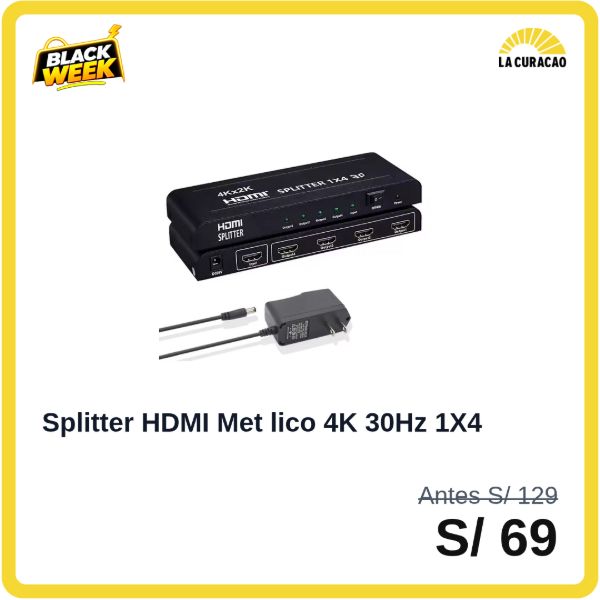 BLACK
WEEK
LA CURACAO
4Kx2K
HDMI SPLITTER 1X4 3D
HDMI
SPLITTER
Input
Splitter HDMI Met lico 4K 30Hz 1X4
Antes S/ 129
S/ 69